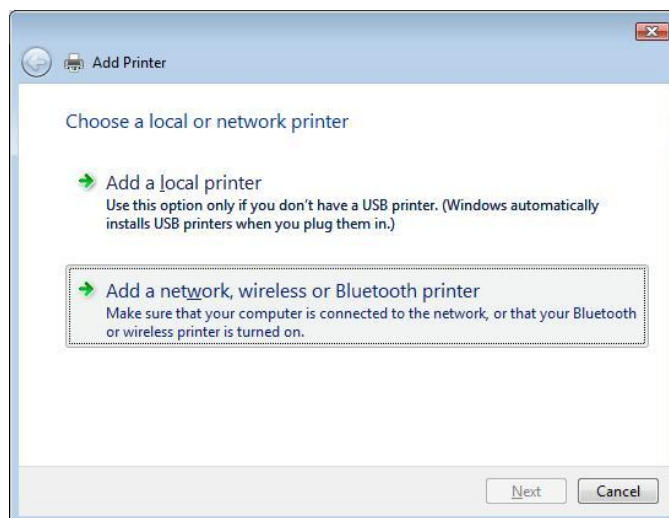 Add Printer
Choose a local or network printer
Add a local printer
Use this option only if you don't have a USB printer. (Windows automatically
installs USB printers when you plug them in.)
Add a network, wireless or Bluetooth printer
Make sure that your computer is connected to the network, or that your Bluetooth
or wireless printer is turned on.
Next
Cancel